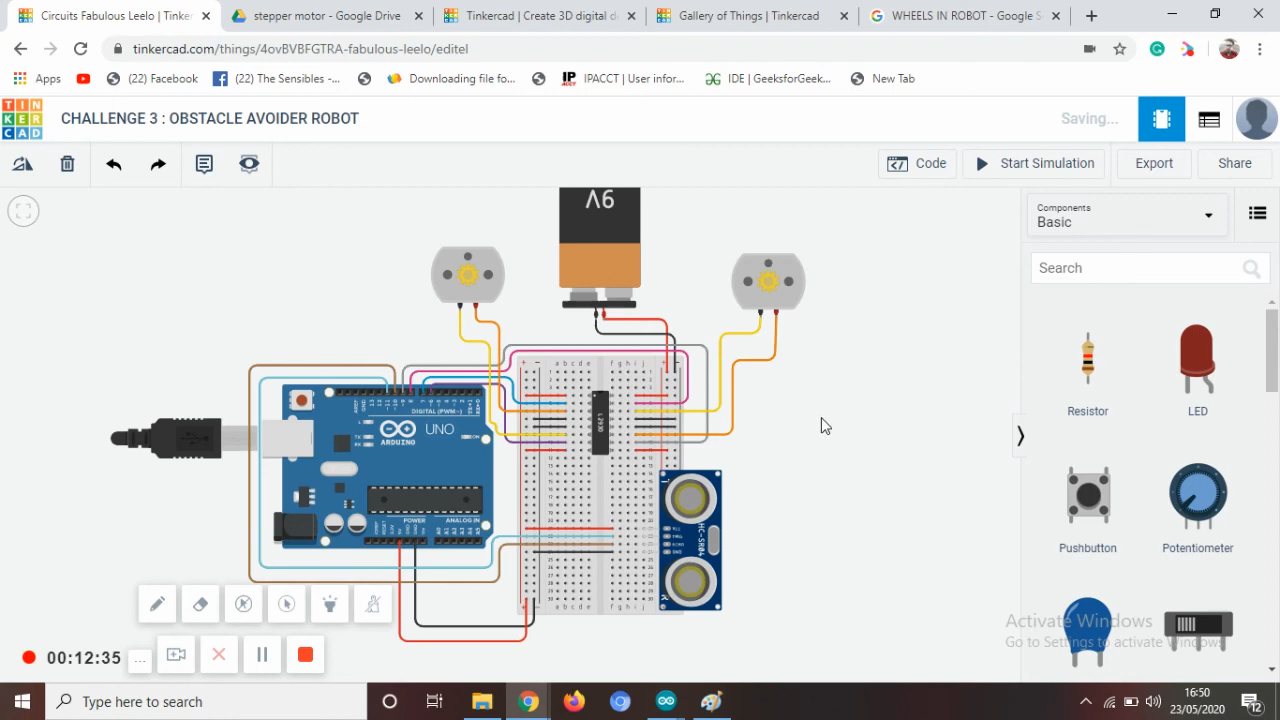 Circuits Fabulous Leelo | Tinker
stepper motor - Google Drive
Tinkercad | Create 3D digital d
Gallery of Things | Tinkercad
WHEELS IN ROBOT - Google S
tinkercad.com/things/4ovBVBFGTRA-fabulous-leelo/editel
Apps
(22) Facebook
(22) The Sensibles -...
Downloading file fo...
IPACCT | User infor...
IDE | GeeksforGeek...
New Tab
TIN
KER
CAD
CHALLENGE 3 : OBSTACLE AVOIDER ROBOT
Saving...
Code
Start Simulation
Export
Share
Components
Basic
Search
9V
Resistor
LED
Pushbutton
Potentiometer
DIGITAL (PWM~)
UNO
ARDUINO
POWER
ANALOG IN
L293D
HC-SR04
Activate Windows
Go to Settings to activate Windows.
00:12:35
Type here to search
16:50
23/05/2020
12